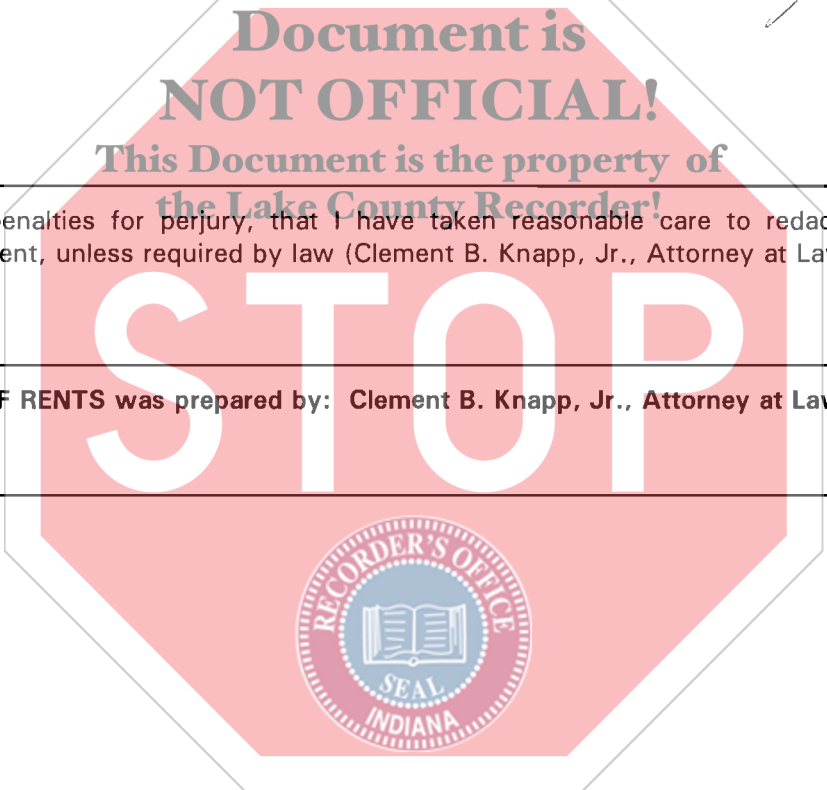 Document is
NOT OFFICIAL!
This Document is the property of
the Lake County Recorder!
enalties for perjury, that I have taken reasonable care to redac
ent, unless required by law (Clement B. Knapp, Jr., Attorney at La
STOP
F RENTS was prepared by: Clement B. Knapp, Jr., Attorney at La
RECORDER'S OFFICE
SEAL
INDIANA